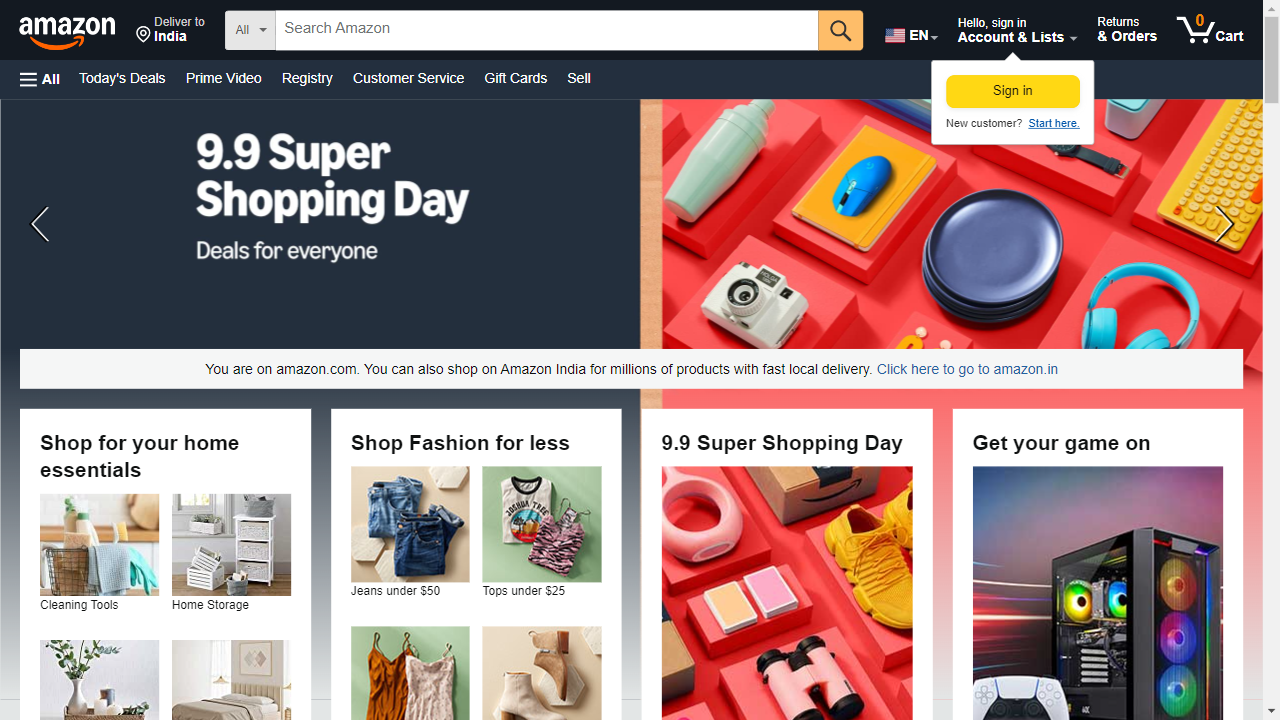 amazon
Deliver to
India
All
Search Amazon
EN
Hello, sign in
Account & Lists
Returns
& Orders
0
Cart
All
Today's Deals
Prime Video
Registry
Customer Service
Gift Cards
Sell
Sign in
New customer? Start here.
9.9 Super
Shopping Day
Deals for everyone
You are on amazon.com. You can also shop on Amazon India for millions of products with fast local delivery. Click here to go to amazon.in
Shop for your home
essentials
Cleaning Tools
Home Storage
Shop Fashion for less
JOSHUA TREE
Jeans under $50
Tops under $25
9.9 Super Shopping Day
Get your game on